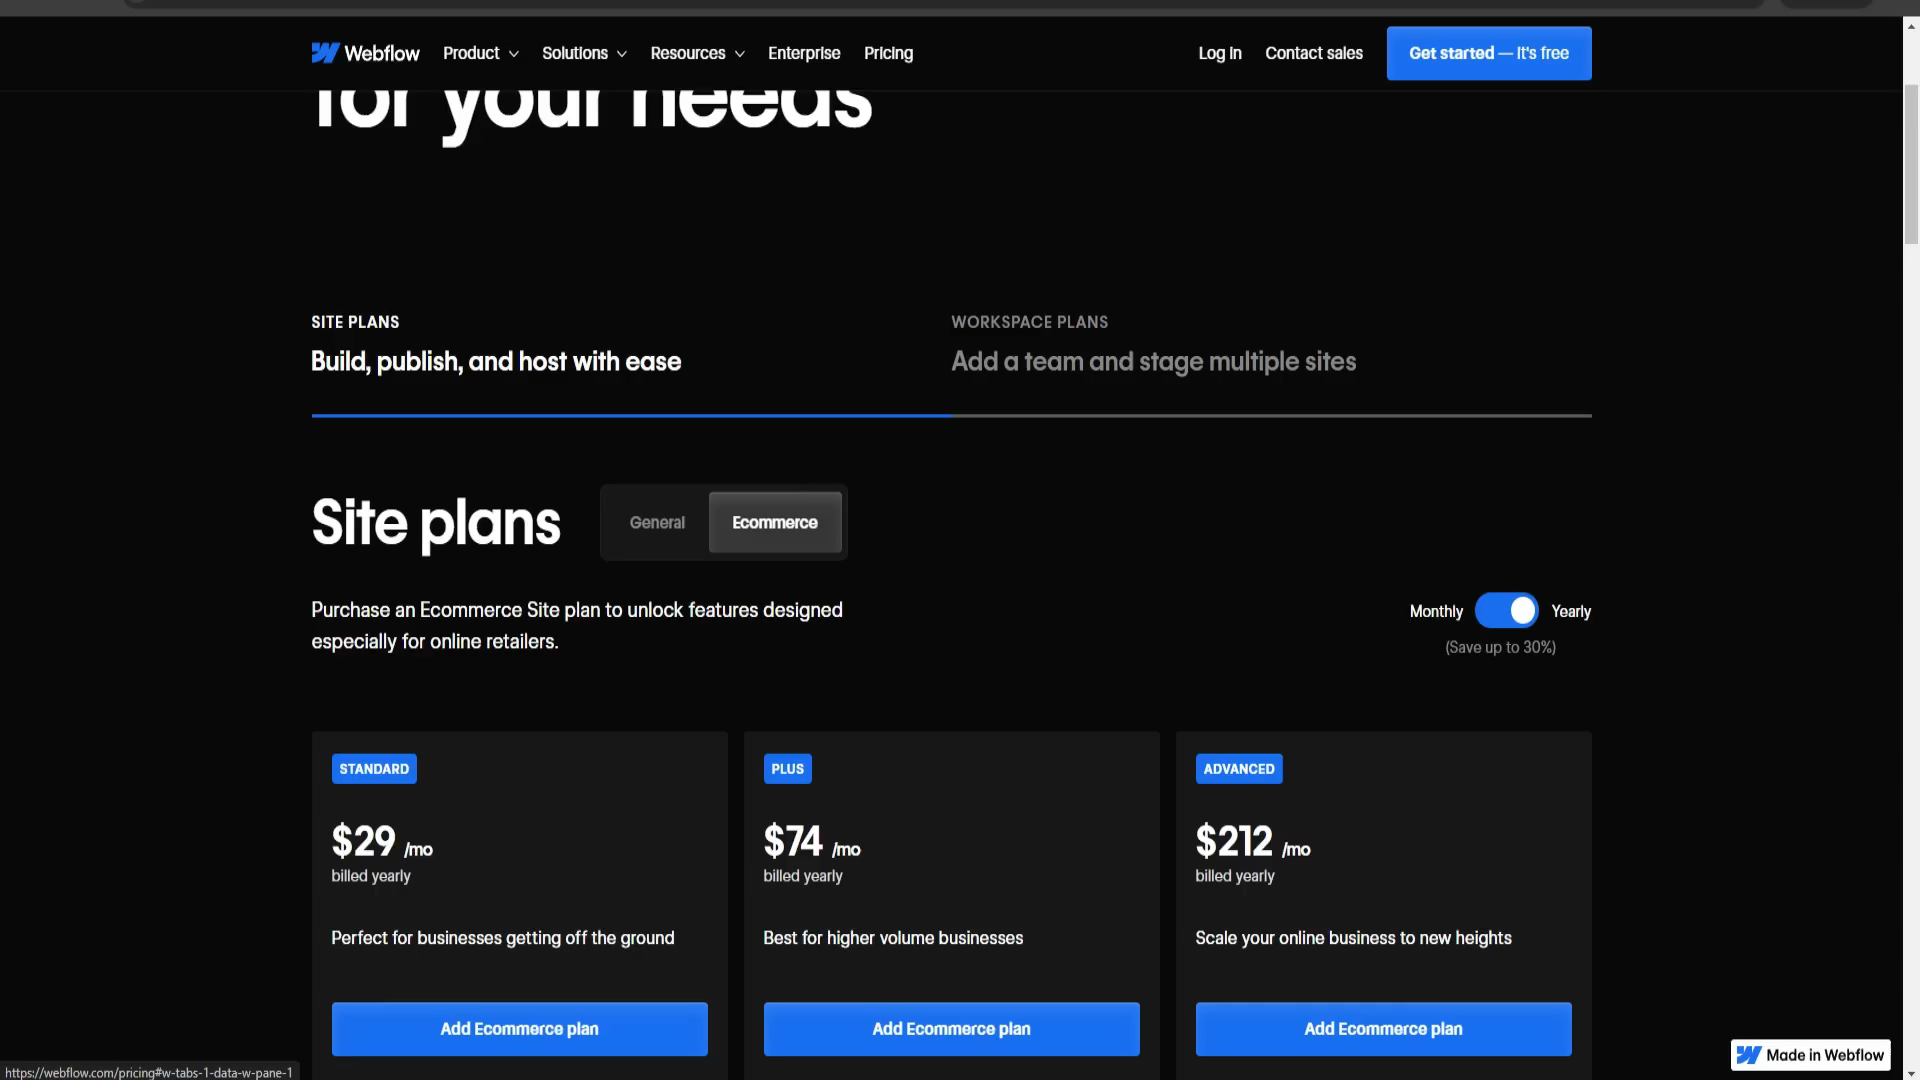 Webflow
Product
Solutions
Resources
Enterprise
Pricing
Log in
Contact sales
Get started — It's free
for your needs
SITE PLANS
Build, publish, and host with ease
WORKSPACE PLANS
Add a team and stage multiple sites
Site plans
General
Ecommerce
Purchase an Ecommerce Site plan to unlock features designed
especially for online retailers.
Monthly
Yearly
(Save up to 30%)
STANDARD
$29 /mo
billed yearly
Perfect for businesses getting off the ground
Add Ecommerce plan
PLUS
$74 /mo
billed yearly
Best for higher volume businesses
Add Ecommerce plan
ADVANCED
$212 /mo
billed yearly
Scale your online business to new heights
Add Ecommerce plan
Made in Webflow
https://webflow.com/pricing#w-tabs-1-data-w-pane-1